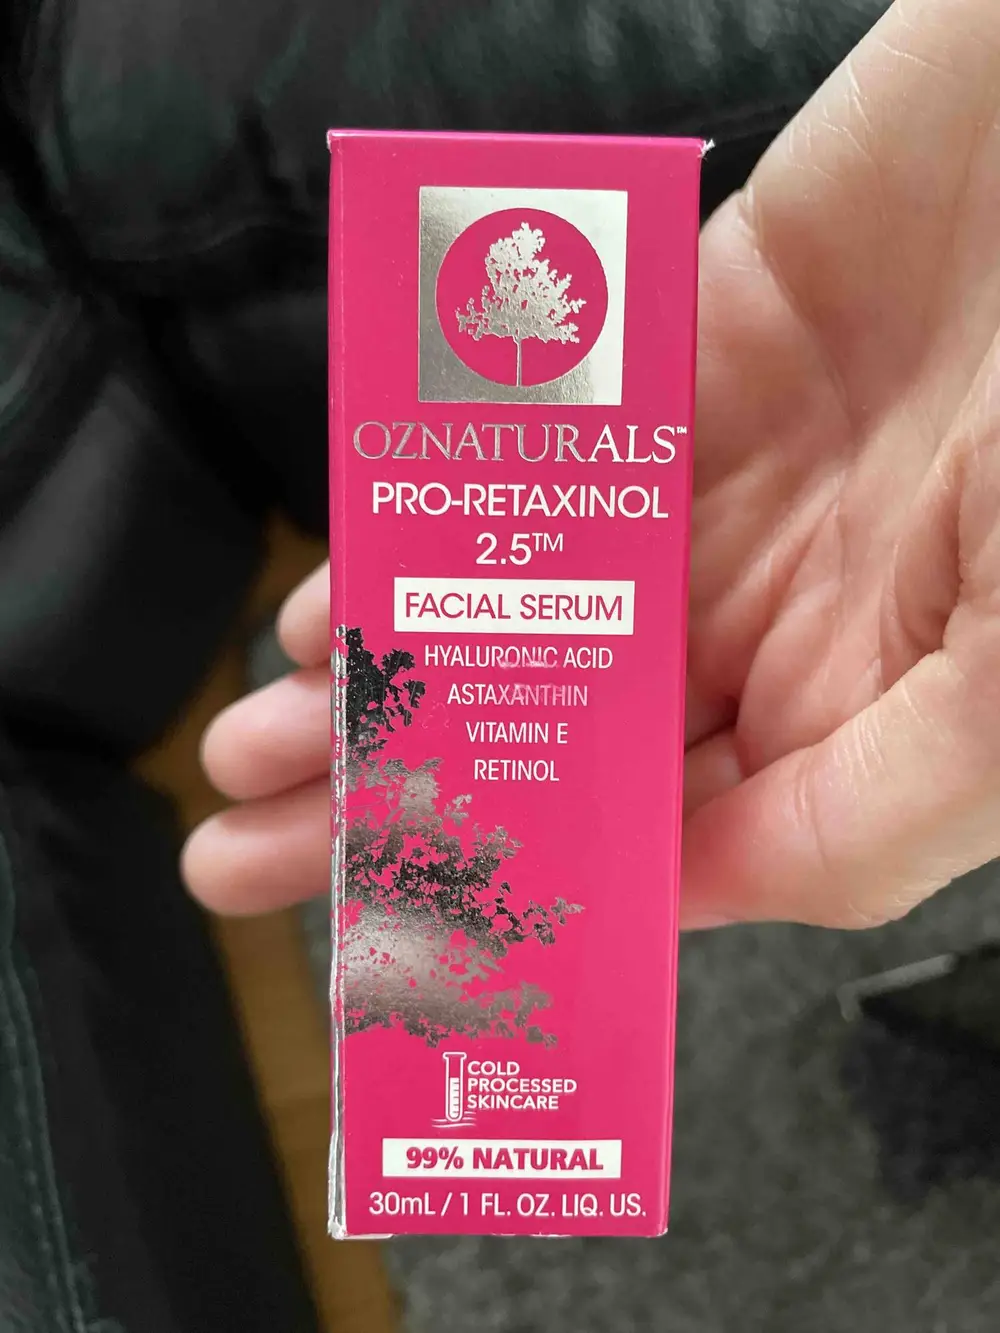 OZNATURALS™
PRO-RETAXINOL
2.5™
FACIAL SERUM
HYALURONIC ACID
ASTAXANTHIN
VITAMIN E
RETINOL
COLD
PROCESSED
SKINCARE
99% NATURAL
30mL / 1 FL. OZ. LIQ. US.